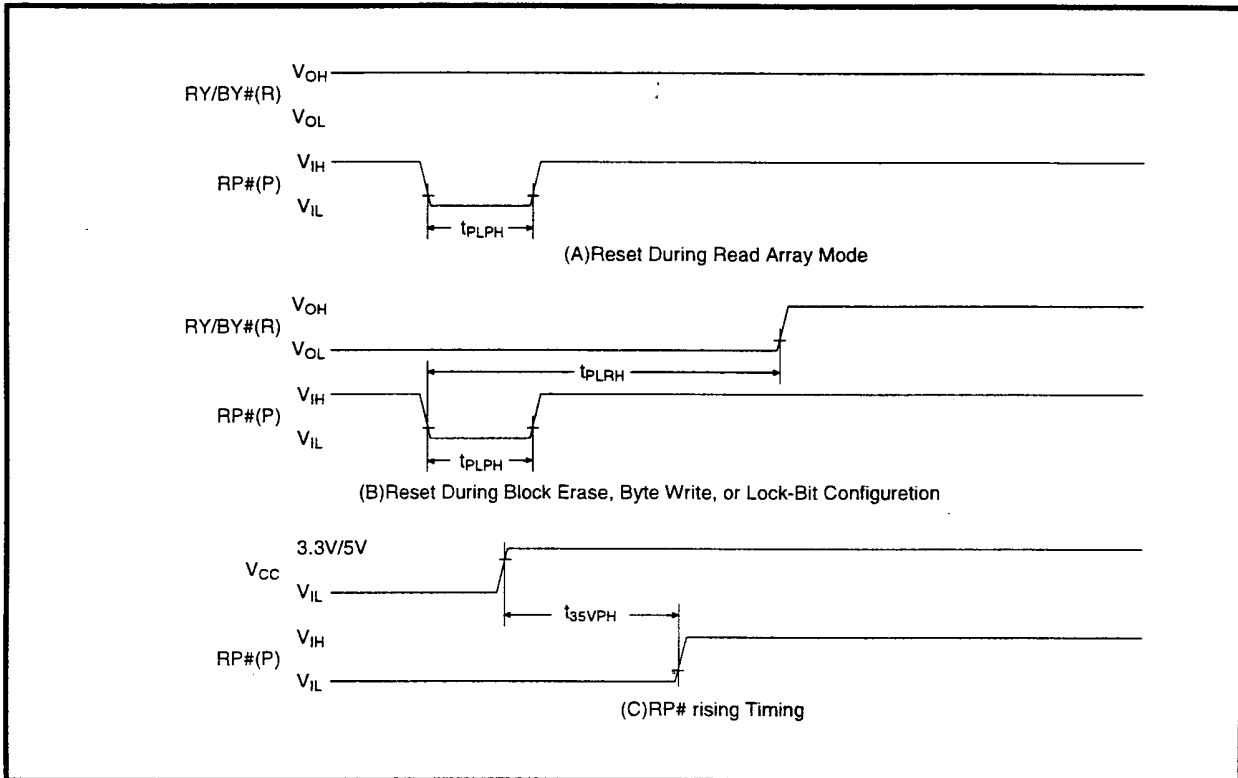 VOH
RY/BY#(R)
VOL
VIH
RP#(P)
VIL
tPLPH
(A)Reset During Read Array Mode
VOH
RY/BY#(R)
VOL
tPLRH
VIH
RP#(P)
VIL
tPLPH
(B)Reset During Block Erase, Byte Write, or Lock-Bit Configuretion
3.3V/5V
VCC
VIL
t35VPH
VIH
RP#(P)
VIL
(C)RP# rising Timing